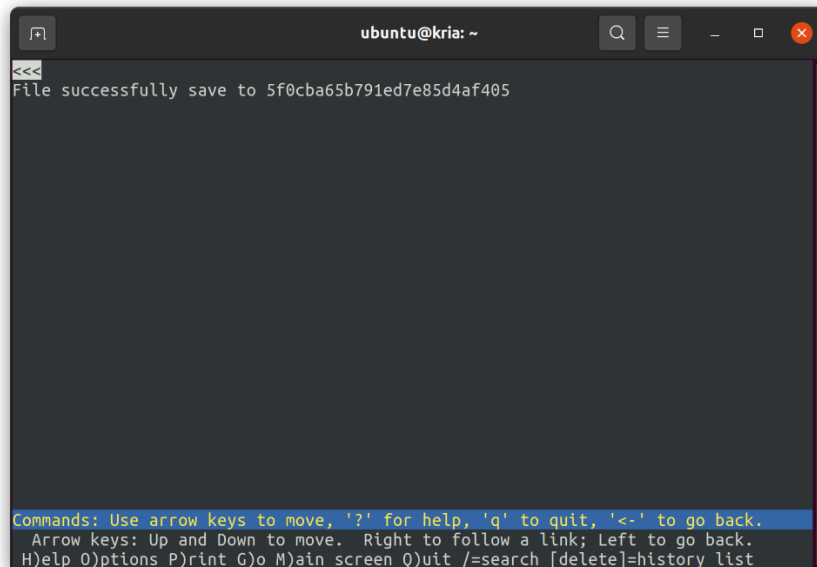 ubuntu@kria: ~
<<<
File successfully save to 5f0cba65b791ed7e85d4af405
Commands: Use arrow keys to move, '?' for help, 'q' to quit, '<-' to go back.
Arrow keys: Up and Down to move.  Right to follow a link; Left to go back.
H)elp O)ptions P)rint G)o M)ain screen Q)uit /=search [delete]=history list